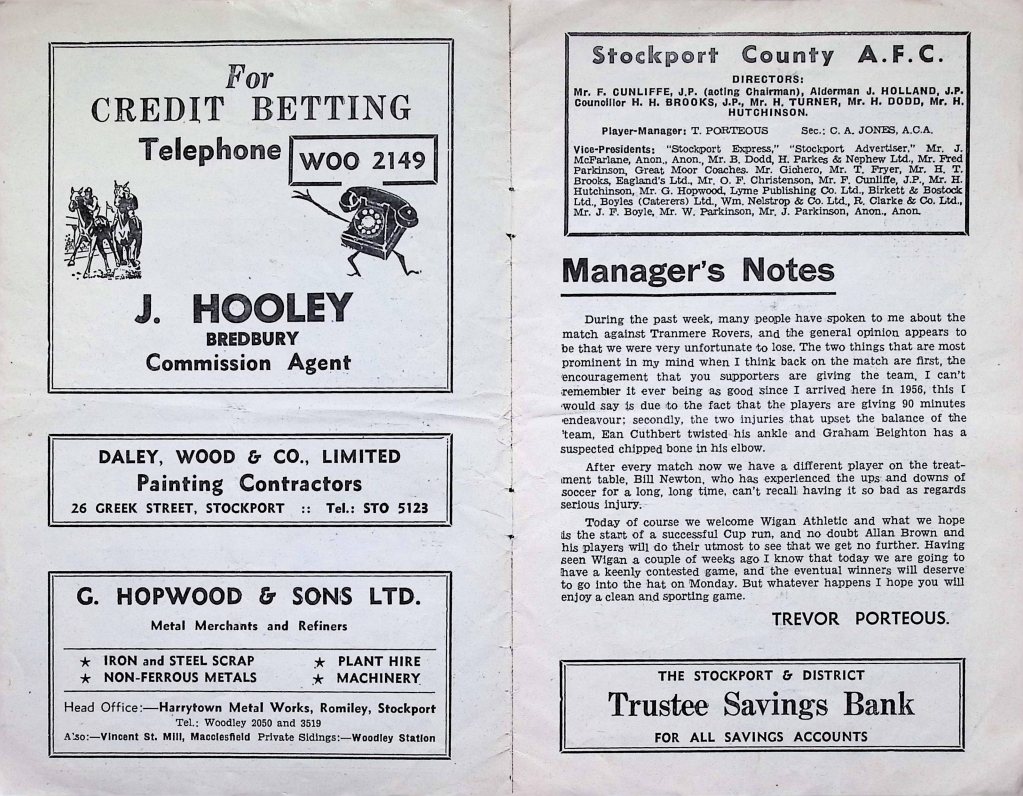 For
CREDIT BETTING
Telephone WOO 2149
J. HOOLEY
BREDBURY
Commission Agent
DALEY, WOOD & CO., LIMITED
Painting Contractors
26 GREEK STREET, STOCKPORT :: Tel.: STO 5123
G. HOPWOOD & SONS LTD.
Metal Merchants and Refiners
★ IRON and STEEL SCRAP ★ PLANT HIRE
★ NON-FERROUS METALS ★ MACHINERY
Head Office:—Harrytown Metal Works, Romiley, Stockport
Tel.: Woodley 2050 and 3519
Also:—Vincent St. Mill, Macclesfield Private Sidings:—Woodley Station
Stockport County A.F.C.
DIRECTORS:
Mr. F. CUNLIFFE, J.P. (acting Chairman), Alderman J. HOLLAND, J.P.
Councillor H. H. BROOKS, J.P., Mr. H. TURNER, Mr. H. DODD, Mr. H.
HUTCHINSON.
Player-Manager: T. PORTEOUS Sec.: C. A. JONES, A.C.A.
Vice-Presidents: "Stockport Express," "Stockport Advertiser," Mr. J.
McFarlane, Anon., Anon., Mr. B. Dodd, H. Parkes & Nephew Ltd., Mr. Fred
Parkinson, Great Moor Coaches. Mr. Gichero, Mr. T. Fryer, Mr. H. T.
Brooks, Eagland's Ltd., Mr. O. F. Christenson, Mr. F. Cunliffe, J.P., Mr. H.
Hutchinson, Mr. G. Hopwood, Lyme Publishing Co. Ltd., Birkett & Bostock
Ltd., Boyles (Caterers) Ltd., Wm. Nelstrop & Co. Ltd., R. Clarke & Co. Ltd.,
Mr. J. F. Boyle, Mr. W. Parkinson, Mr. J. Parkinson, Anon., Anon.
Manager's Notes
During the past week, many people have spoken to me about the
match against Tranmere Rovers, and the general opinion appears to
be that we were very unfortunate to lose. The two things that are most
prominent in my mind when I think back on the match are first, the
encouragement that you supporters are giving the team, I can't
remember it ever being as good since I arrived here in 1956, this I
would say is due to the fact that the players are giving 90 minutes
endeavour; secondly, the two injuries that upset the balance of the
team, Ean Cuthbert twisted his ankle and Graham Beighton has a
suspected chipped bone in his elbow.
After every match now we have a different player on the treat-
ment table, Bill Newton, who has experienced the ups and downs of
soccer for a long, long time, can't recall having it so bad as regards
serious injury.
Today of course we welcome Wigan Athletic and what we hope
is the start of a successful Cup run, and no doubt Allan Brown and
his players will do their utmost to see that we get no further. Having
seen Wigan a couple of weeks ago I know that today we are going to
have a keenly contested game, and the eventual winners will deserve
to go into the hat on Monday. But whatever happens I hope you will
enjoy a clean and sporting game.
TREVOR PORTEOUS.
THE STOCKPORT & DISTRICT
Trustee Savings Bank
FOR ALL SAVINGS ACCOUNTS